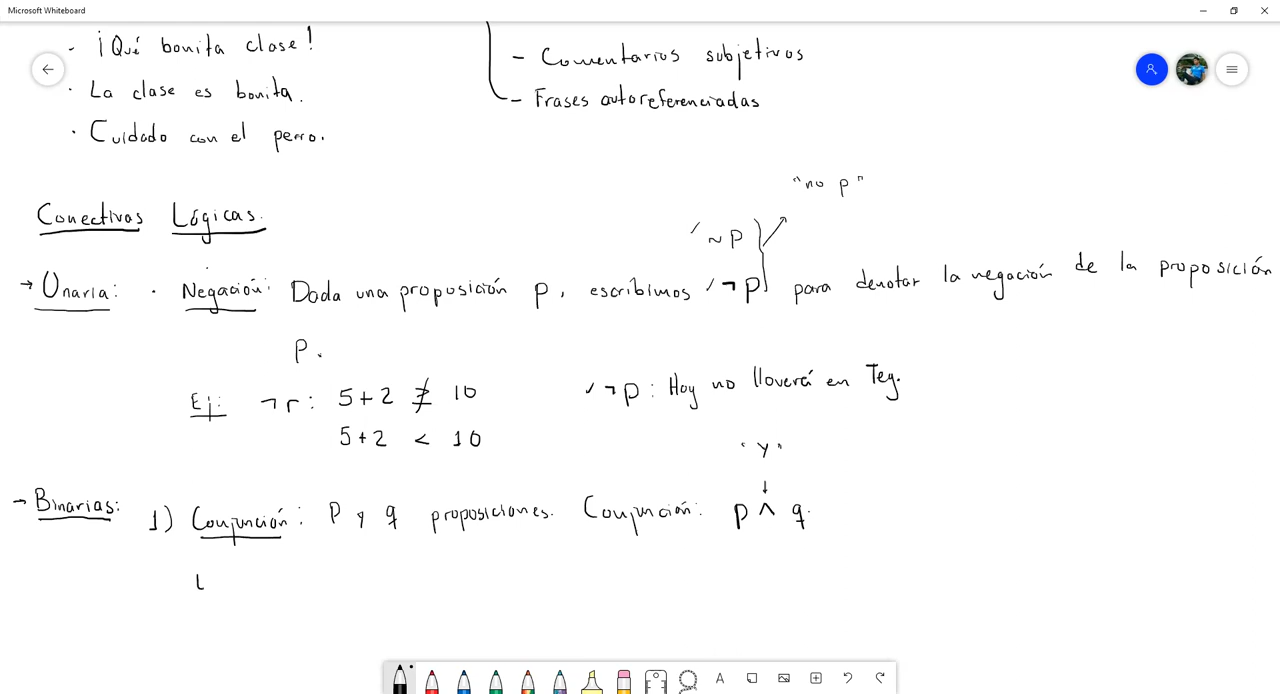 Microsoft Whiteboard
· ¡Qué bonita clase!
· La clase es bonita.
· Cuidado con el perro.
- Comentarios subjetivos
- Frases autoreferenciadas
"no p"
Conectivos Lógicas.
~p
→ Unaria: · Negación: Dada una proposición p, escribimos ¬p para denotar la negación de la proposición
p.
Ej: ¬r: 5+2 ≱ 10
¬p: Hoy no lloverá en Teg.
5+2 < 10
"y"
→ Binarias: 1) Conjunción: p y q proposiciones. Conjunción: p ∧ q.